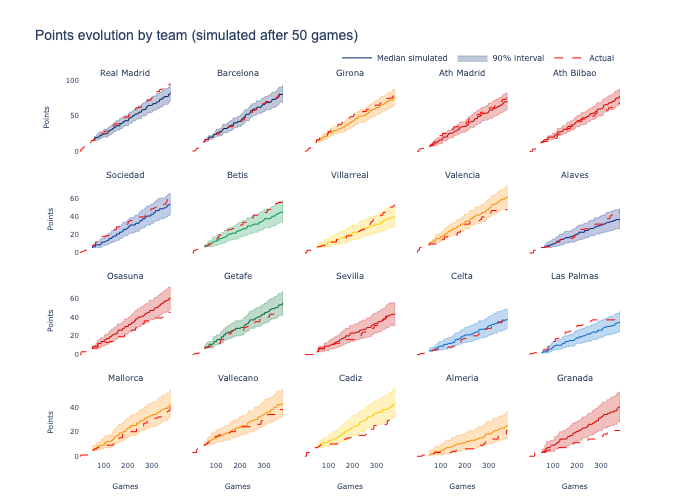 Points evolution by team (simulated after 50 games)
Median simulated 90% interval Actual
Real Madrid Barcelona Girona Ath Madrid Ath Bilbao
100
50
0
Points
Sociedad Betis Villarreal Valencia Alaves
60
40
20
0
Points
Osasuna Getafe Sevilla Celta Las Palmas
60
40
20
0
Points
Mallorca Vallecano Cadiz Almeria Granada
40
20
0
Points
100 200 300 100 200 300 100 200 300 100 200 300 100 200 300
Games Games Games Games Games